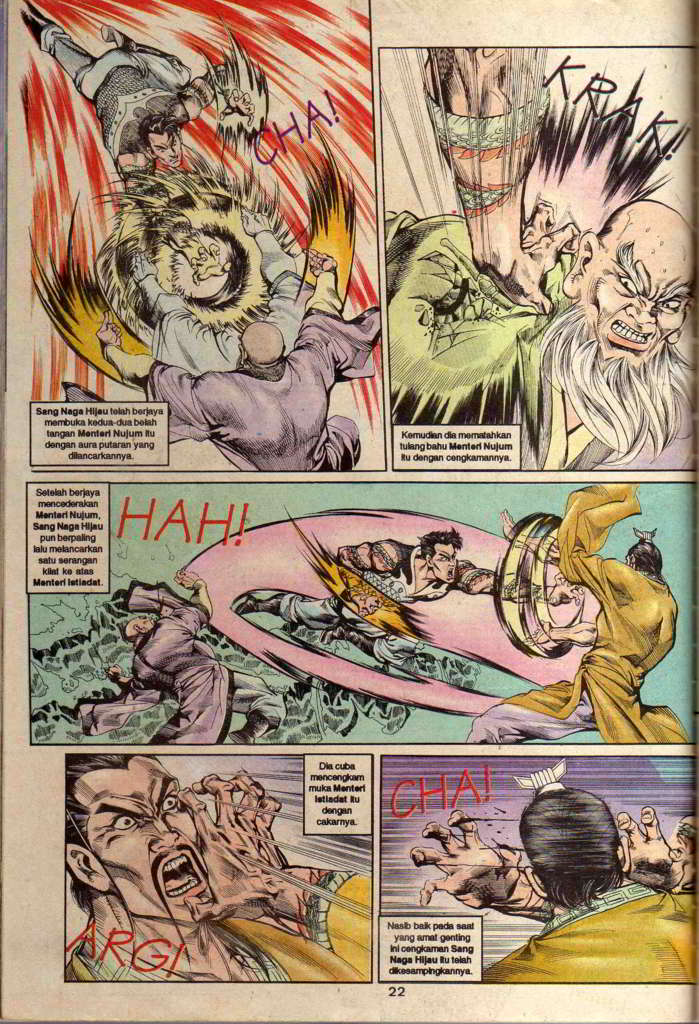 CHA!
Sang Naga Hijau telah berjaya
membuka kedua-dua belah
tangan Menteri Nujum itu
dengan aura putaran yang
dilancarkannya.
KRAK!
Kemudian dia mematahkan
tulang bahu Menteri Nujum
itu dengan cengkamannya.
Setelah berjaya
mencederakan
Menteri Nujum,
Sang Naga Hijau
pun berpaling
lalu melancarkan
satu serangan
kilat ke atas
Menteri Istiadat.
HAH!
Dia cuba
mencengkam
muka Menteri
Istiadat itu
dengan
cakarnya.
ARG!
CHA!
Nasib baik pada saat
yang amat genting
ini cengkaman Sang
Naga Hijau itu telah
dikesampingkannya.
22